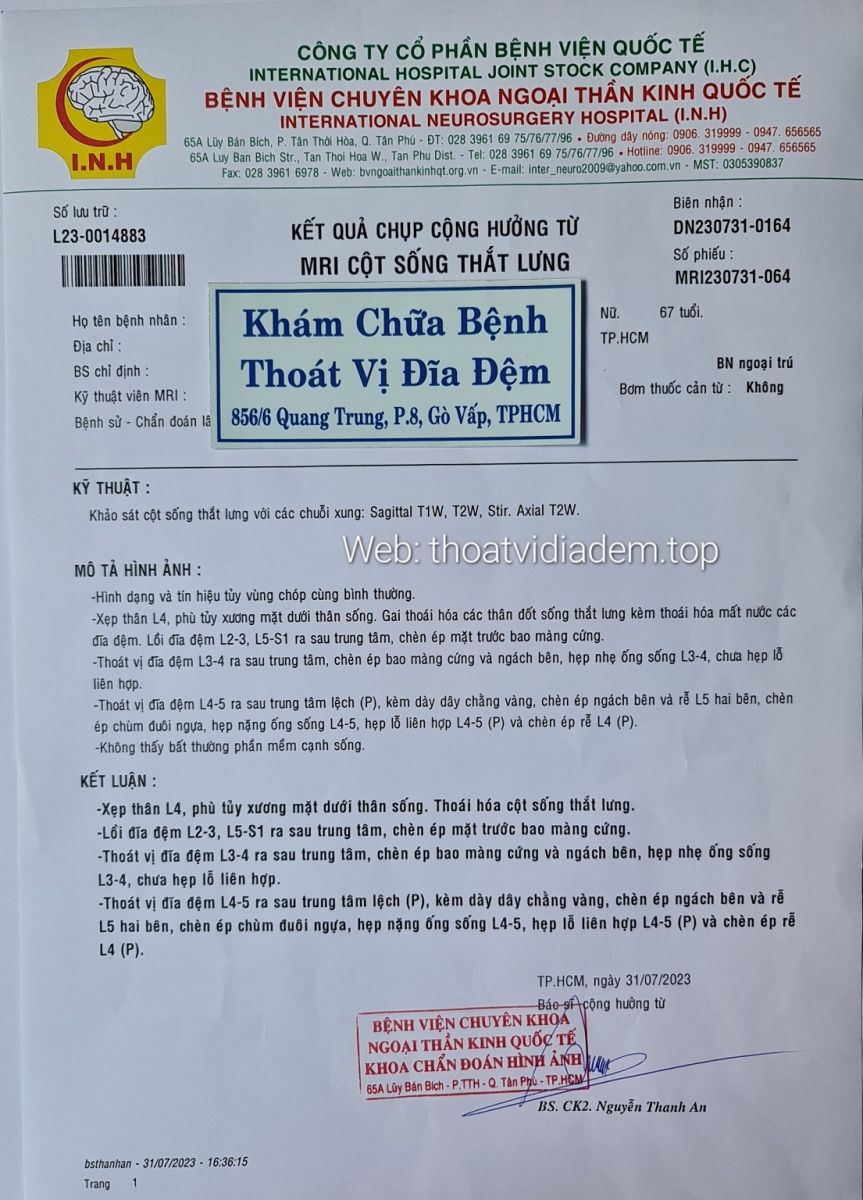 CÔNG TY CỔ PHẦN BỆNH VIỆN QUỐC TẾ
INTERNATIONAL HOSPITAL JOINT STOCK COMPANY (I.H.C)
BỆNH VIỆN CHUYÊN KHOA NGOẠI THẦN KINH QUỐC TẾ
INTERNATIONAL NEUROSURGERY HOSPITAL (I.N.H)
I.N.H
65A Lũy Bán Bích, P. Tân Thới Hòa, Q. Tân Phú - ĐT: 028 3961 69 75/76/77/96 • Đường dây nóng: 0906. 319999 - 0947. 656565
65A Luy Ban Bich Str., Tan Thoi Hoa W., Tan Phu Dist. - Tel: 028 3961 69 75/76/77/96 • Hotline: 0906. 319999 - 0947. 656565
Fax: 028 3961 6978 - Web: bvngoaithankinhqt.org.vn - E-mail: inter_neuro2009@yahoo.com.vn - MST: 0305390837
Số lưu trữ :
L23-0014883
KẾT QUẢ CHỤP CỘNG HƯỞNG TỪ
MRI CỘT SỐNG THẮT LƯNG
Biên nhận :
DN230731-0164
Số phiếu :
MRI230731-064
Họ tên bệnh nhân :
Địa chỉ :
BS chỉ định :
Kỹ thuật viên MRI :
Bệnh sử - Chẩn đoán lâ
Khám Chữa Bệnh
Thoát Vị Đĩa Đệm
856/6 Quang Trung, P.8, Gò Vấp, TPHCM
Nữ. 67 tuổi.
TP.HCM
BN ngoại trú
Bơm thuốc cản từ : Không
KỸ THUẬT :
Khảo sát cột sống thắt lưng với các chuỗi xung: Sagittal T1W, T2W, Stir. Axial T2W.
Web: thoatvidiadem.top
MÔ TẢ HÌNH ẢNH :
-Hình dạng và tín hiệu tủy vùng chóp cùng bình thường.
-Xẹp thân L4, phù tủy xương mặt dưới thân sống. Gai thoái hóa các thân đốt sống thắt lưng kèm thoái hóa mất nước các
đĩa đệm. Lồi đĩa đệm L2-3, L5-S1 ra sau trung tâm, chèn ép mặt trước bao màng cứng.
-Thoát vị đĩa đệm L3-4 ra sau trung tâm, chèn ép bao màng cứng và ngách bên, hẹp nhẹ ống sống L3-4, chưa hẹp lỗ
liên hợp.
-Thoát vị đĩa đệm L4-5 ra sau trung tâm lệch (P), kèm dày dây chằng vàng, chèn ép ngách bên và rễ L5 hai bên, chèn
ép chùm đuôi ngựa, hẹp nặng ống sống L4-5, hẹp lỗ liên hợp L4-5 (P) và chèn ép rễ L4 (P).
-Không thấy bất thường phần mềm cạnh sống.
KẾT LUẬN :
-Xẹp thân L4, phù tủy xương mặt dưới thân sống. Thoái hóa cột sống thắt lưng.
-Lồi đĩa đệm L2-3, L5-S1 ra sau trung tâm, chèn ép mặt trước bao màng cứng.
-Thoát vị đĩa đệm L3-4 ra sau trung tâm, chèn ép bao màng cứng và ngách bên, hẹp nhẹ ống sống
L3-4, chưa hẹp lỗ liên hợp.
-Thoát vị đĩa đệm L4-5 ra sau trung tâm lệch (P), kèm dày dây chằng vàng, chèn ép ngách bên và rễ
L5 hai bên, chèn ép chùm đuôi ngựa, hẹp nặng ống sống L4-5, hẹp lỗ liên hợp L4-5 (P) và chèn ép rễ
L4 (P).
TP.HCM, ngày 31/07/2023
Bác sĩ cộng hưởng từ
BỆNH VIỆN CHUYÊN KHOA
NGOẠI THẦN KINH QUỐC TẾ
KHOA CHẨN ĐOÁN HÌNH ẢNH
65A Lũy Bán Bích - P.TTH - Q. Tân Phú - TP.HCM
BS. CK2. Nguyễn Thanh An
bsthanhan - 31/07/2023 - 16:36:15
Trang 1